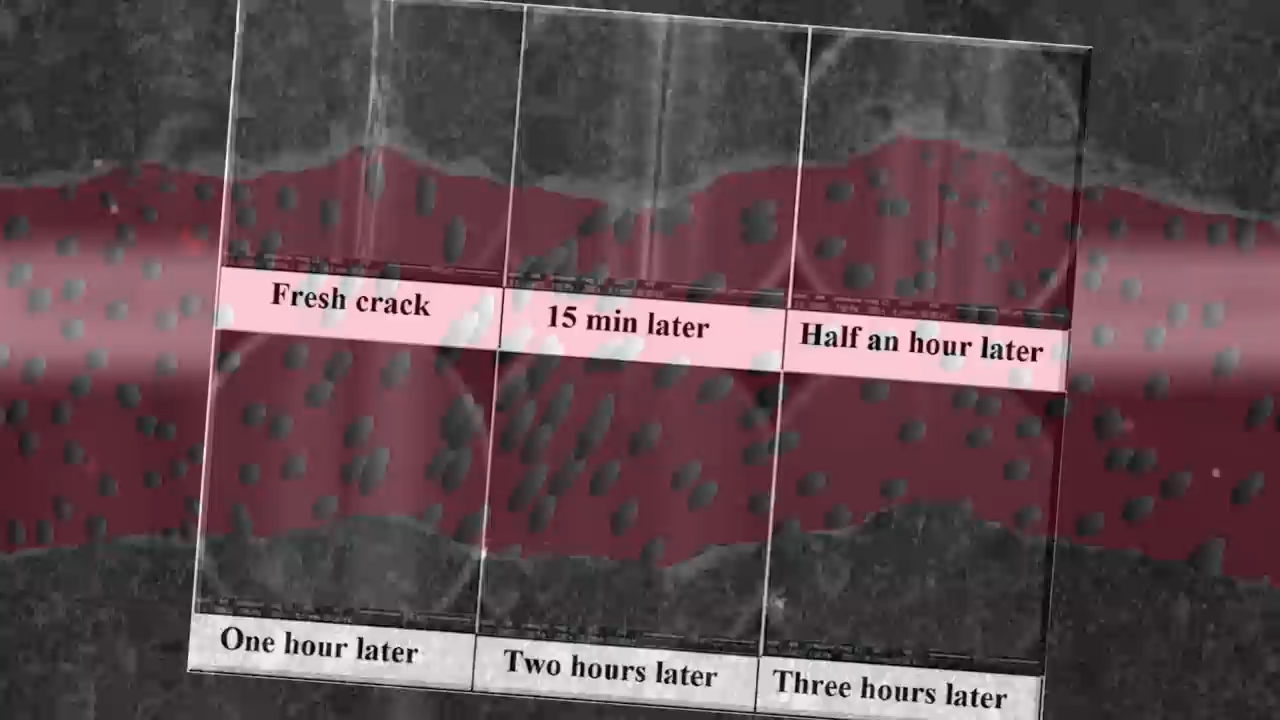 Fresh crack
15 min later
Half an hour later
One hour later
Two hours later
Three hours later